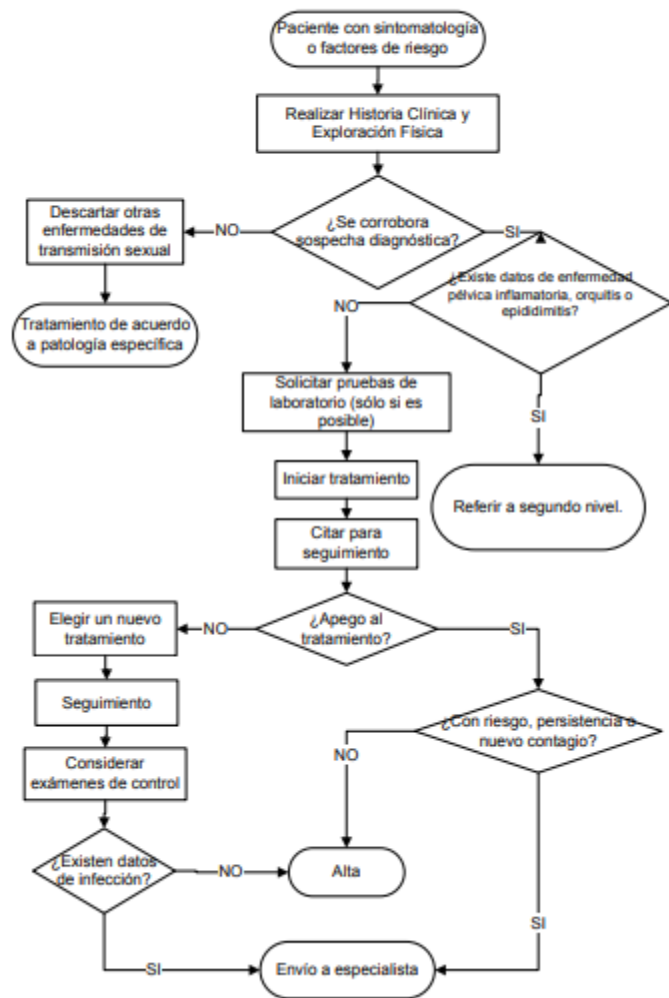 Paciente con sintomatología
o factores de riesgo
Realizar Historia Clínica y
Exploración Física
Descartar otras
enfermedades de
transmisión sexual
NO
¿Se corrobora
sospecha diagnóstica?
SI
¿Existe datos de enfermedad
pélvica inflamatoria, orquitis o
epididimitis?
Tratamiento de acuerdo
a patología específica
NO
Solicitar pruebas de
laboratorio (sólo si es
posible)
SI
Iniciar tratamiento
Referir a segundo nivel.
Citar para
seguimiento
Elegir un nuevo
tratamiento
NO
¿Apego al
tratamiento?
SI
Seguimiento
¿Con riesgo, persistencia o
nuevo contagio?
NO
Considerar
exámenes de control
¿Existen datos
de infección?
NO
Alta
SI
SI
Envío a especialista